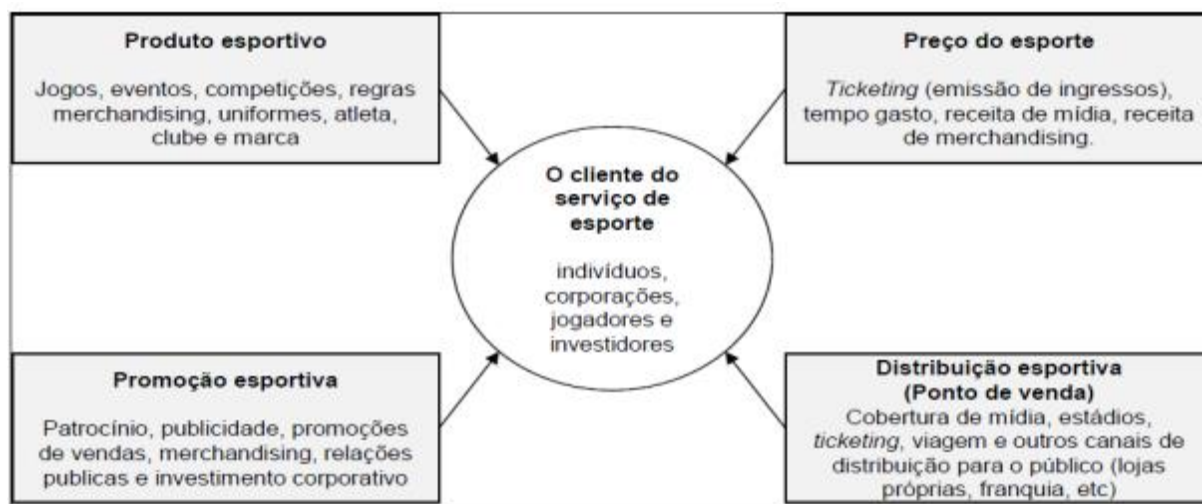 Produto esportivo
Jogos, eventos, competições, regras
merchandising, uniformes, atleta,
clube e marca
Preço do esporte
Ticketing (emissão de ingressos),
tempo gasto, receita de mídia, receita
de merchandising.
O cliente do
serviço de
esporte
indivíduos,
corporações,
jogadores e
investidores
Promoção esportiva
Patrocínio, publicidade, promoções
de vendas, merchandising, relações
publicas e investimento corporativo
Distribuição esportiva
(Ponto de venda)
Cobertura de mídia, estádios,
ticketing, viagem e outros canais de
distribuição para o público (lojas
próprias, franquia, etc)